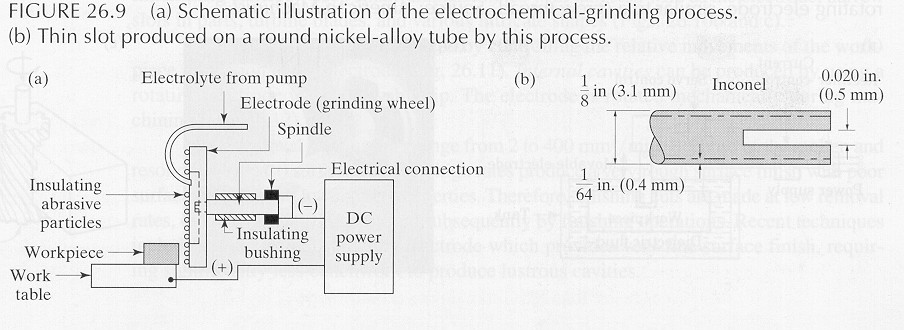 FIGURE 26.9 (a) Schematic illustration of the electrochemical-grinding process.
(b) Thin slot produced on a round nickel-alloy tube by this process.
(a)
Electrolyte from pump
Electrode (grinding wheel)
Spindle
Electrical connection
Insulating
abrasive
particles
(−)
Insulating
bushing
DC
power
supply
Workpiece
(+)
Work
table
(b)
1/8 in (3.1 mm)
Inconel
0.020 in.
(0.5 mm)
1/64 in. (0.4 mm)